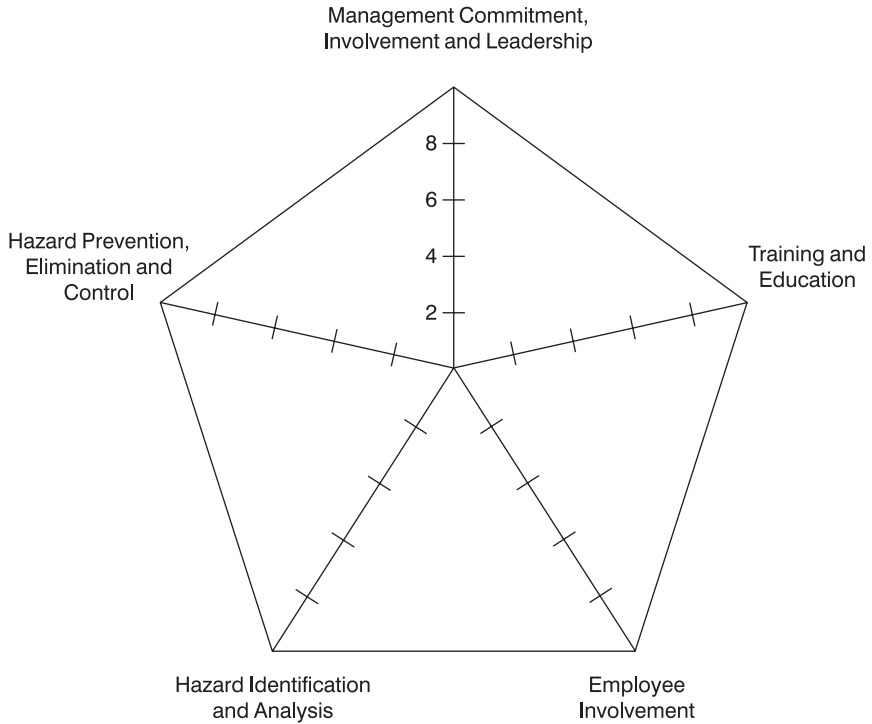 Management Commitment,
Involvement and Leadership
8
6
4
2
Hazard Prevention,
Elimination and
Control
Training and
Education
Hazard Identification
and Analysis
Employee
Involvement